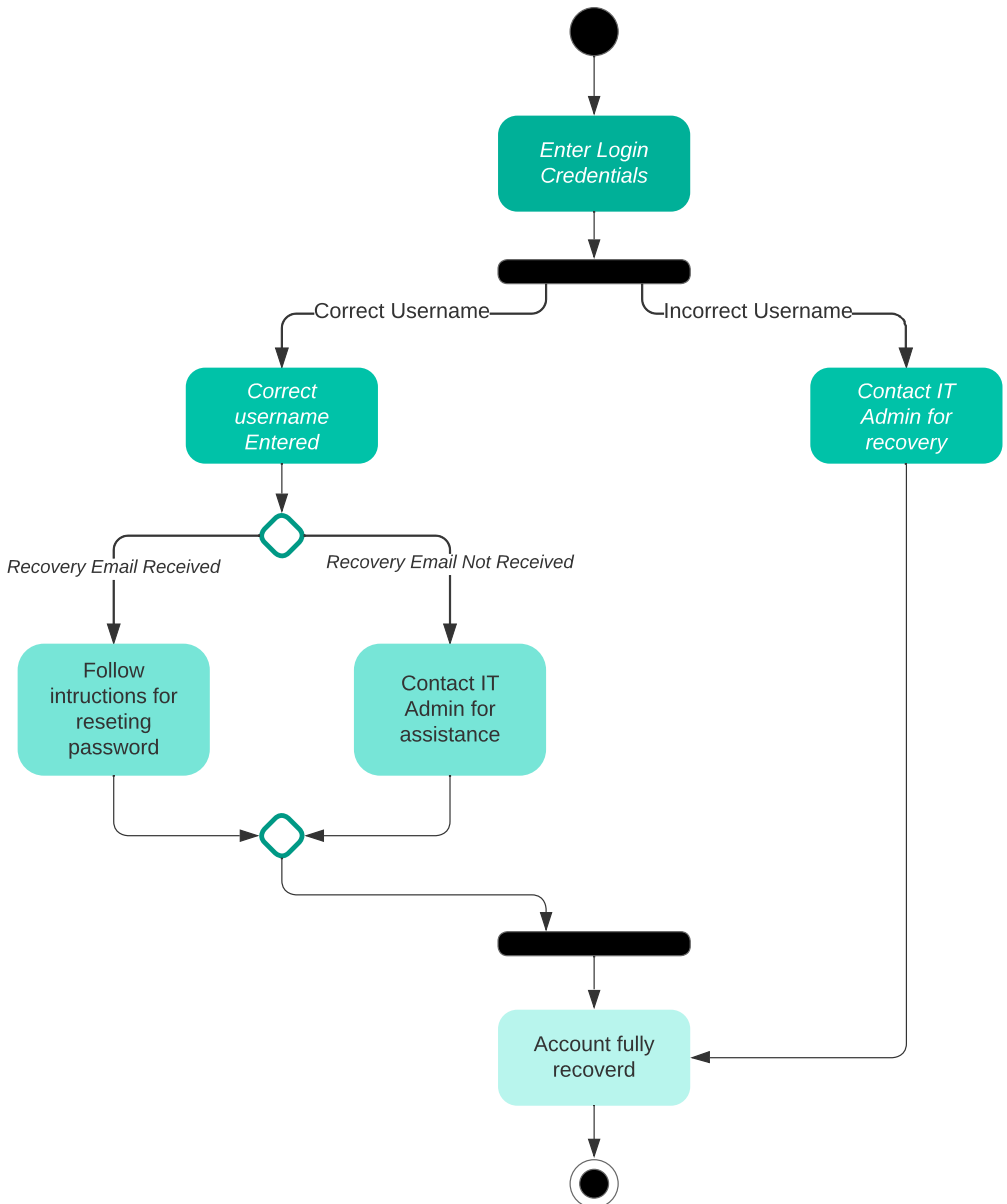 Enter Login
Credentials
Correct Username
Incorrect Username
Correct
username
Entered
Contact IT
Admin for
recovery
Recovery Email Received
Recovery Email Not Received
Follow
intructions for
reseting
password
Contact IT
Admin for
assistance
Account fully
recoverd